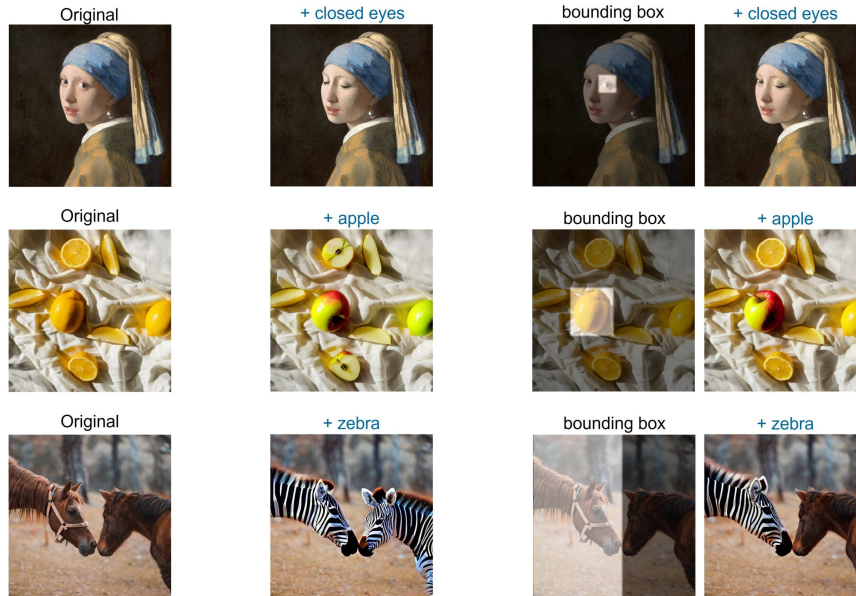 Original
+ closed eyes
bounding box
+ closed eyes
Original
+ apple
bounding box
+ apple
Original
+ zebra
bounding box
+ zebra